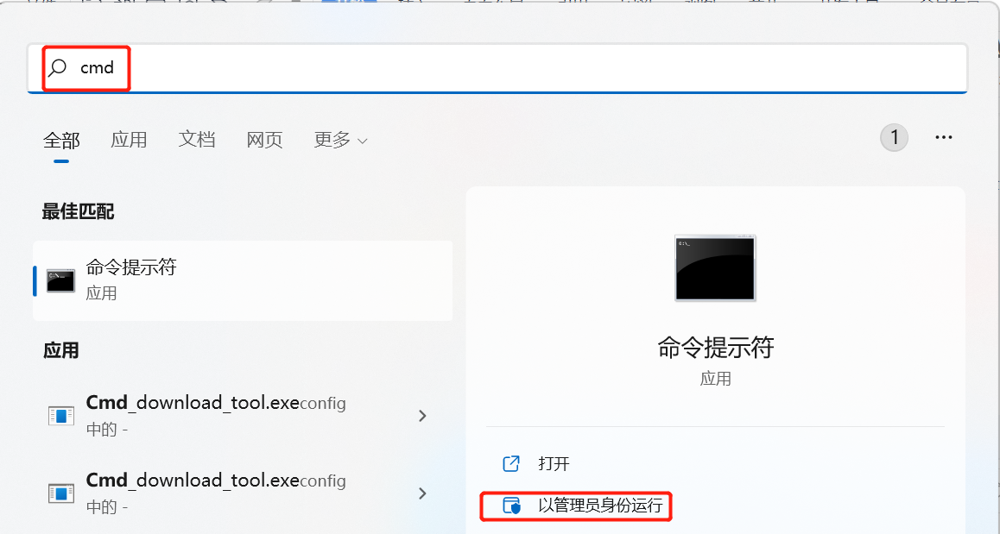 cmd
全部 应用 文档 网页 更多
1 ...
最佳匹配
命令提示符
应用
应用
Cmd_download_tool.execonfig
中的 -
Cmd_download_tool.execonfig
中的 -
命令提示符
应用
打开
以管理员身份运行